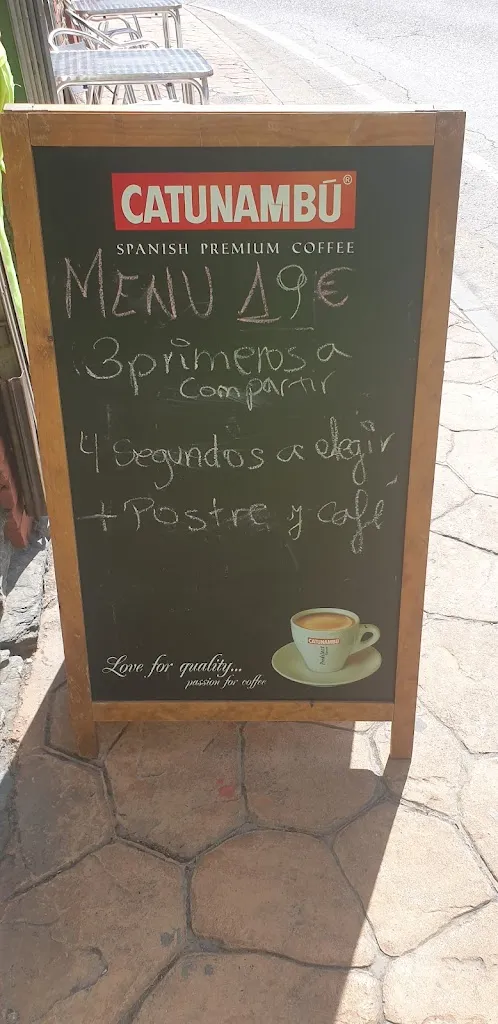 CATUNAMBÚ®
SPANISH PREMIUM COFFEE
MENU 19€
3 primeros a
compartir
4 segundos a elegir
+ Postre y café
CATUNAMBÚ
Love for quality...
passion for coffee